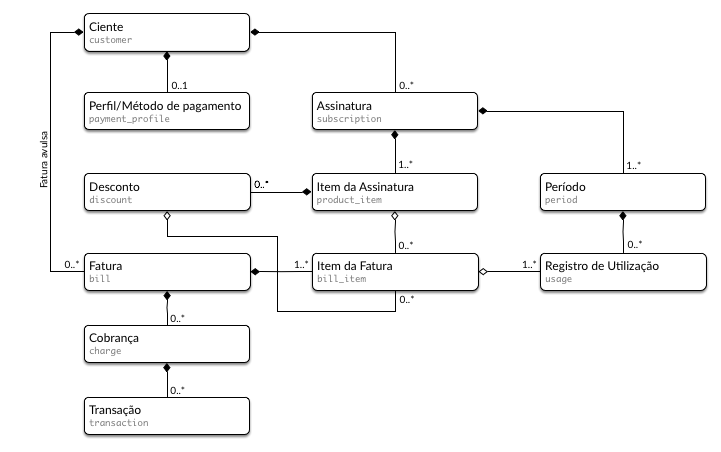 Ciente
customer
0..1
0..*
Perfil/Método de pagamento
payment_profile
Assinatura
subscription
Fatura avulsa
1..*
1..*
Desconto
discount
0..*
Item da Assinatura
product_item
Período
period
0..*
0..*
0..*
Fatura
bill
1..*
Item da Fatura
bill_item
1..*
Registro de Utilização
usage
0..*
0..*
Cobrança
charge
0..*
Transação
transaction